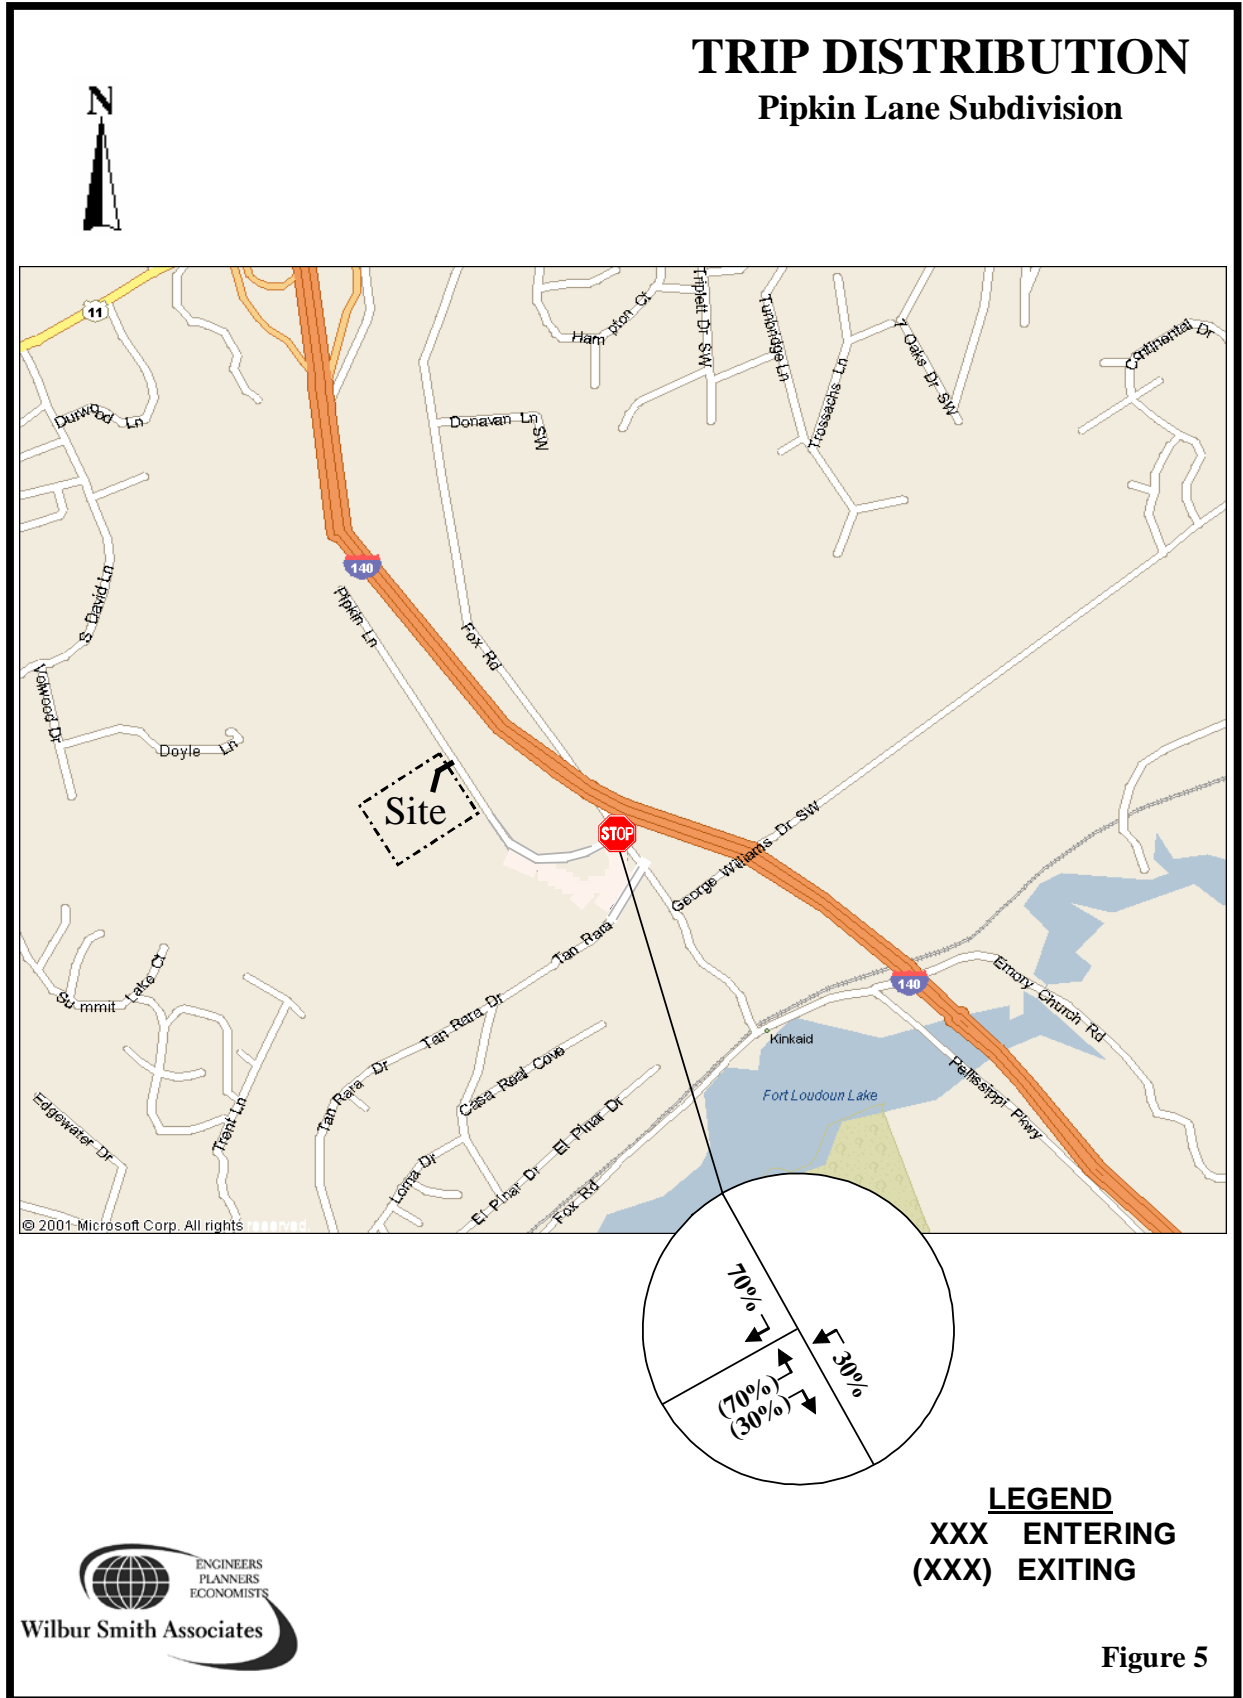 TRIP DISTRIBUTION
Pipkin Lane Subdivision
N
11
Hampton Ct
Triplett Dr SW
Tunbridge Ln
Trossachs Ln
7 Oaks Dr SW
Continental Dr
Durwood Ln
Donavan Ln SW
140
S David Ln
Pipkin Ln
Fox Rd
Volwood Dr
Doyle Ln
Site
STOP
George Williams Dr SW
Tan Rara
Summit
Lake Ct
140
Emory Church Rd
Tan Rara Dr
Kinkaid
Tan Rara Dr
Casa Real Cove
Fort Loudoun Lake
Pellissippi Pkwy
Edgewater Dr
Trent Ln
El Pinar Dr
Loma Dr
El Pinar Dr
Fox Rd
© 2001 Microsoft Corp. All rights reserved.
70%
30%
(70%)
(30%)
LEGEND
XXX ENTERING
(XXX) EXITING
ENGINEERS
PLANNERS
ECONOMISTS
Wilbur Smith Associates
Figure 5